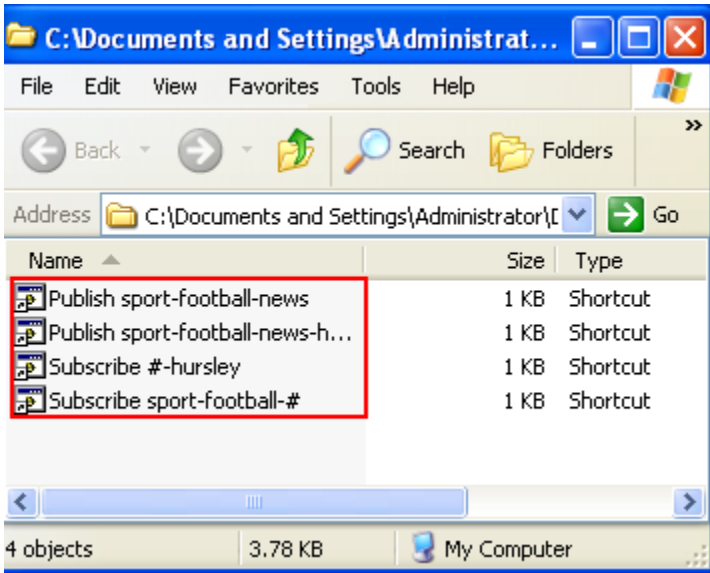 C:\Documents and Settings\Administrat...
File Edit View Favorites Tools Help
Back Search Folders »
Address C:\Documents and Settings\Administrator\D Go
Name Size Type
Publish sport-football-news 1 KB Shortcut
Publish sport-football-news-h... 1 KB Shortcut
Subscribe #-hursley 1 KB Shortcut
Subscribe sport-football-# 1 KB Shortcut
4 objects 3.78 KB My Computer